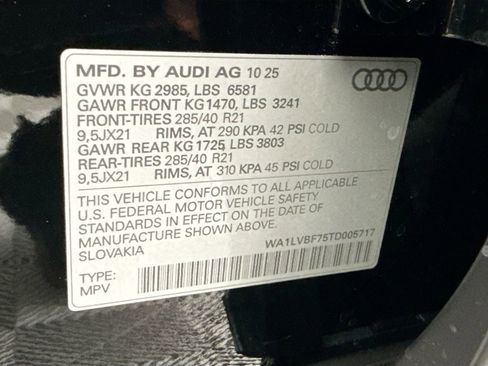 MFD. BY AUDI AG 10 25
GVWR KG 2985, LBS 6581
GAWR FRONT KG1470, LBS 3241
FRONT-TIRES 285/40 R21
9,5JX21 RIMS, AT 290 KPA 42 PSI COLD
GAWR REAR KG 1725, LBS 3803
REAR-TIRES 285/40 R21
9,5JX21 RIMS, AT 310 KPA 45 PSI COLD
THIS VEHICLE CONFORMS TO ALL APPLICABLE
U.S. FEDERAL MOTOR VEHICLE SAFETY
STANDARDS IN EFFECT ON THE DATE OF
MANUFACTURE SHOWN ABOVE.
SLOVAKIA
WA1LVBF75TD005717
TYPE:
MPV